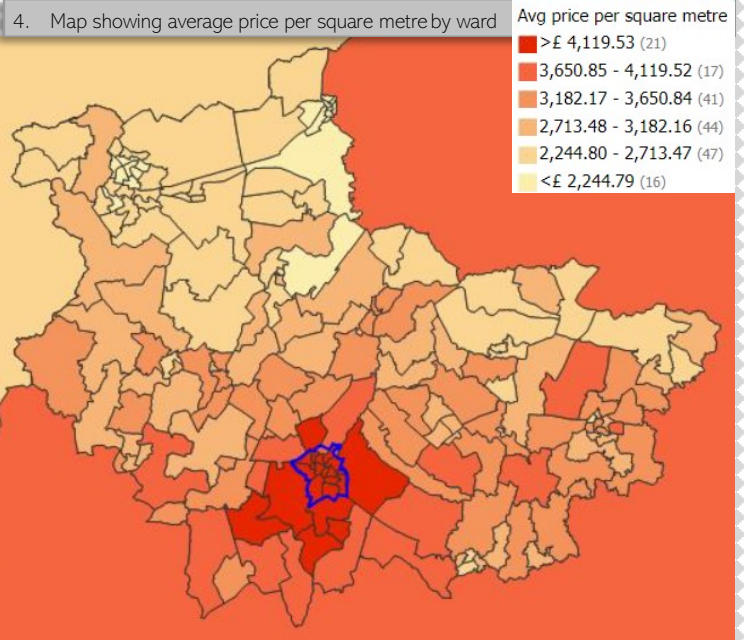 4. Map showing average price per square metre by ward
Avg price per square metre
>£ 4,119.53 (21)
3,650.85 - 4,119.52 (17)
3,182.17 - 3,650.84 (41)
2,713.48 - 3,182.16 (44)
2,244.80 - 2,713.47 (47)
<£ 2,244.79 (16)